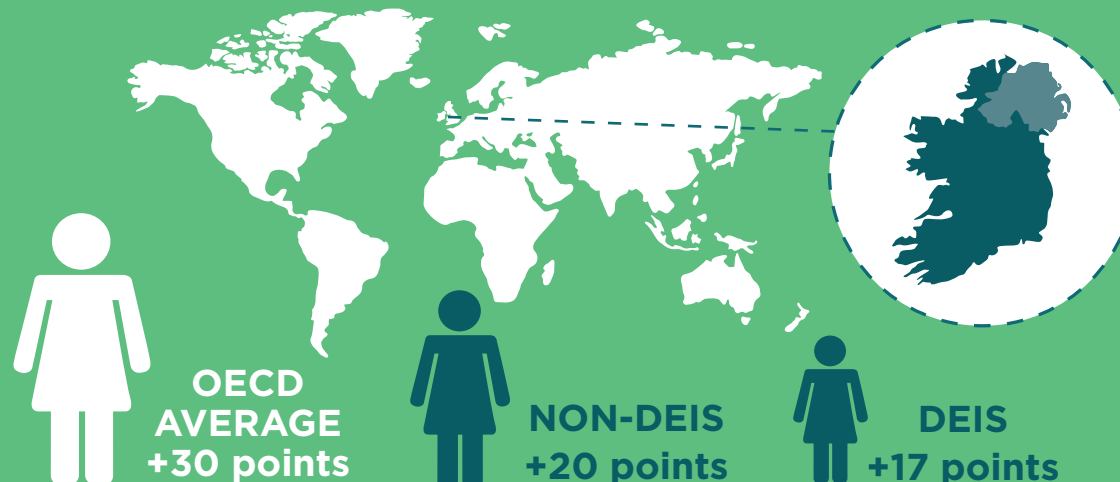 OECD
AVERAGE
+30 points
NON-DEIS
+20 points
DEIS
+17 points